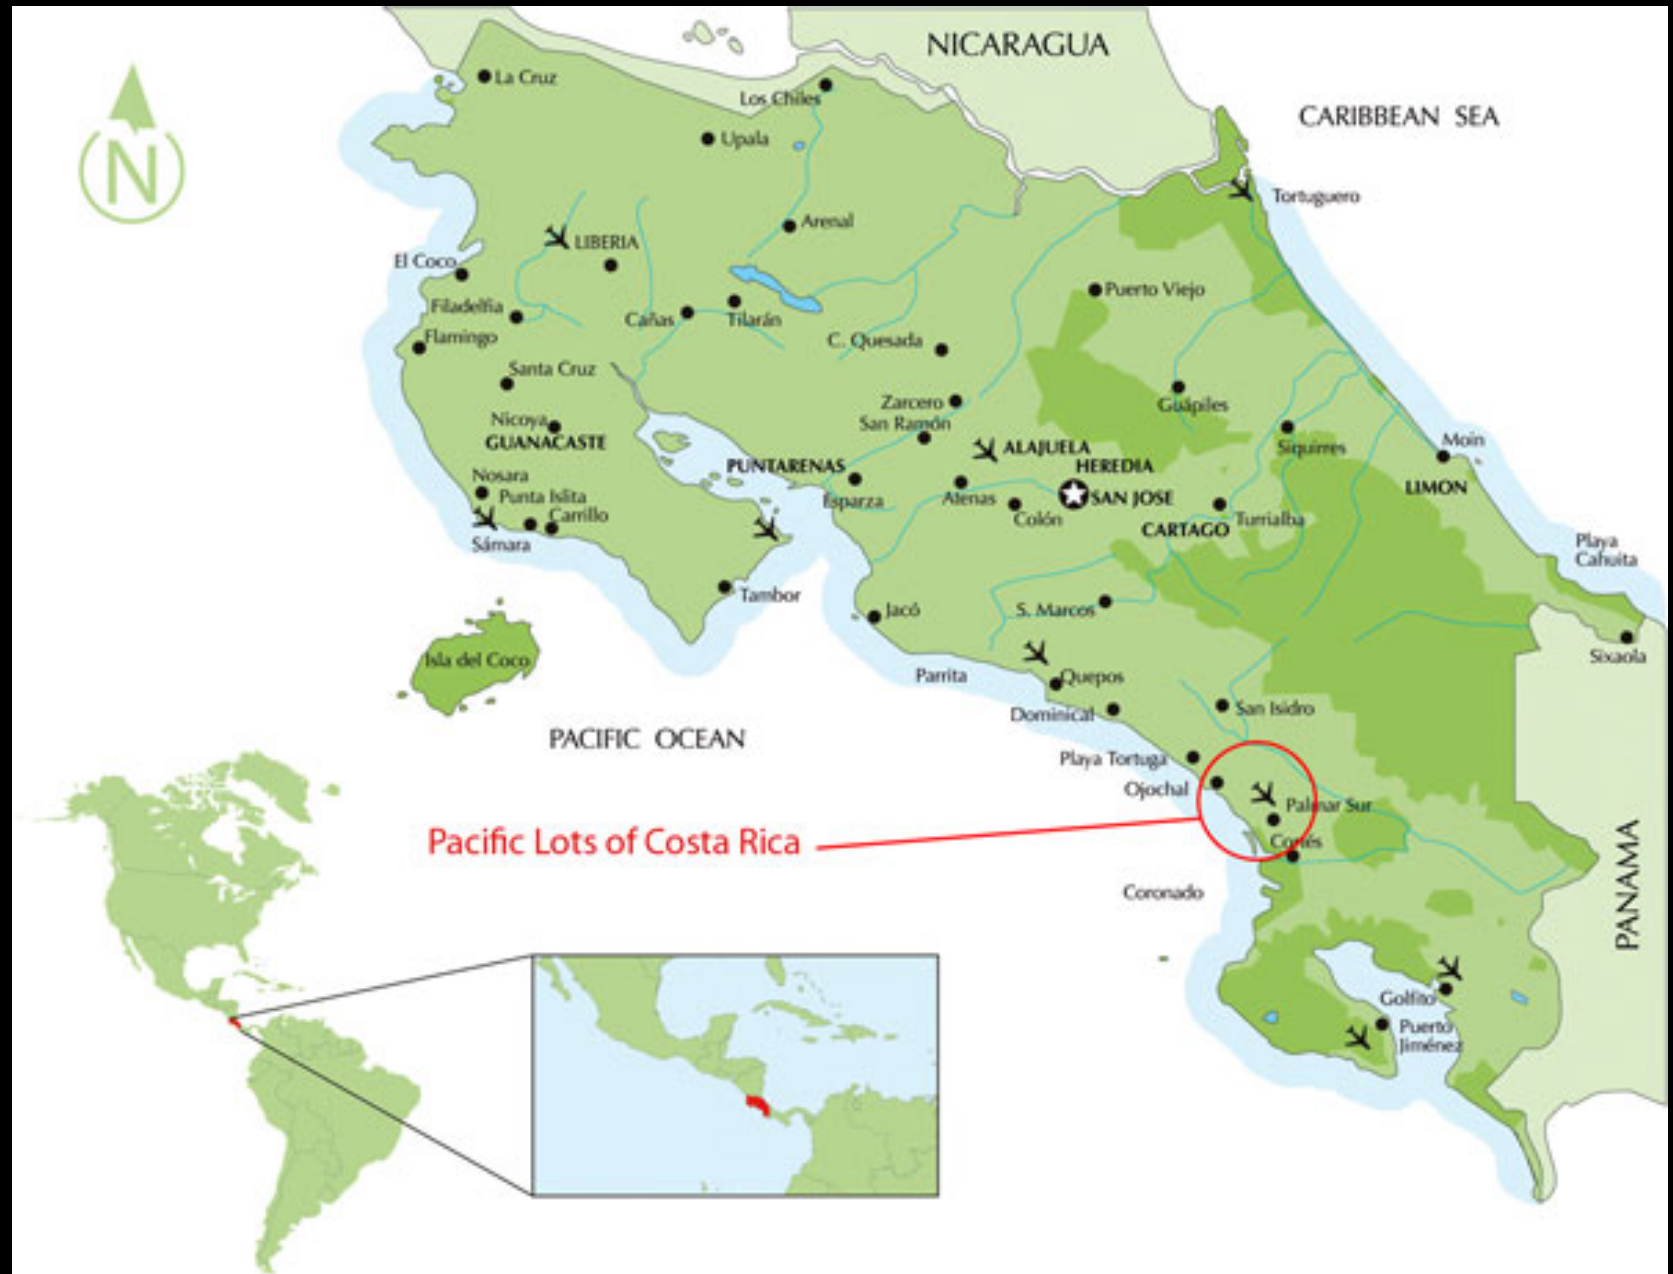 NICARAGUA
CARIBBEAN SEA
La Cruz
Los Chiles
Upala
N
Tortuguero
Arenal
LIBERIA
El Coco
Puerto Viejo
Filadelfia
Cañas
Tilarán
Flamingo
C. Quesada
Santa Cruz
Zarcero
Guápiles
Nicoya
San Ramón
GUANACASTE
ALAJUELA
Siquirres
Moin
PUNTARENAS
HEREDIA
Nosara
LIMON
Punta Islita
Esparza
Atenas
SAN JOSE
Carrillo
Colón
CARTAGO
Turrialba
Sámara
Playa
Cahuita
Tambor
Jacó
S. Marcos
Isla del Coco
Sixaola
Parrita
Quepos
Dominical
San Isidro
PACIFIC OCEAN
Playa Tortuga
Ojochal
Palmar Sur
Pacific Lots of Costa Rica
Cortés
Coronado
PANAMA
Golfito
Puerto
Jiménez